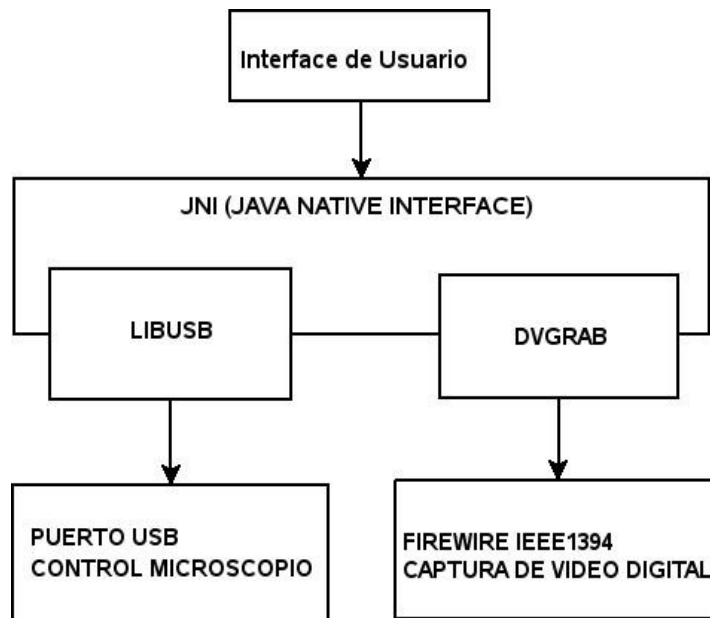 Interface de Usuario
JNI (JAVA NATIVE INTERFACE)
LIBUSB
DVGRAB
PUERTO USB
CONTROL MICROSCOPIO
FIREWIRE IEEE1394
CAPTURA DE VIDEO DIGITAL